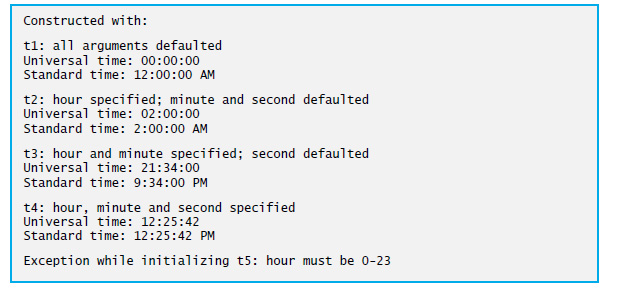 Constructed with:
t1: all arguments defaulted
Universal time: 00:00:00
Standard time: 12:00:00 AM
t2: hour specified; minute and second defaulted
Universal time: 02:00:00
Standard time: 2:00:00 AM
t3: hour and minute specified; second defaulted
Universal time: 21:34:00
Standard time: 9:34:00 PM
t4: hour, minute and second specified
Universal time: 12:25:42
Standard time: 12:25:42 PM
Exception while initializing t5: hour must be 0-23